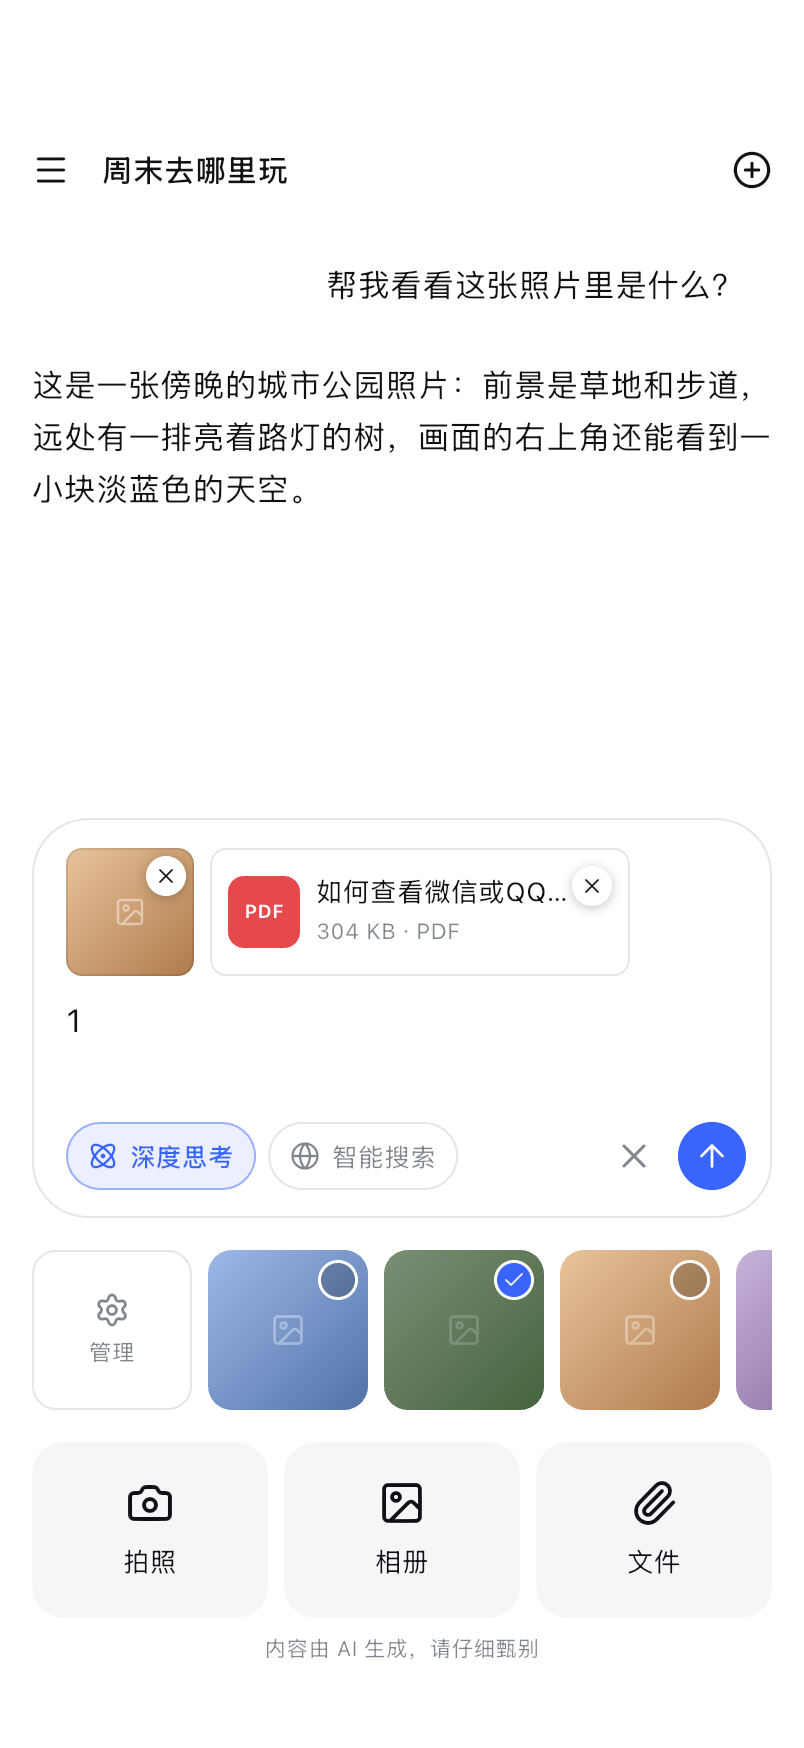 周末去哪里玩
帮我看看这张照片里是什么?
这是一张傍晚的城市公园照片：前景是草地和步道，
远处有一排亮着路灯的树，画面的右上角还能看到一
小块淡蓝色的天空。
PDF
如何查看微信或QQ...
304 KB · PDF
1
深度思考
智能搜索
管理
拍照
相册
文件
内容由 AI 生成，请仔细甄别